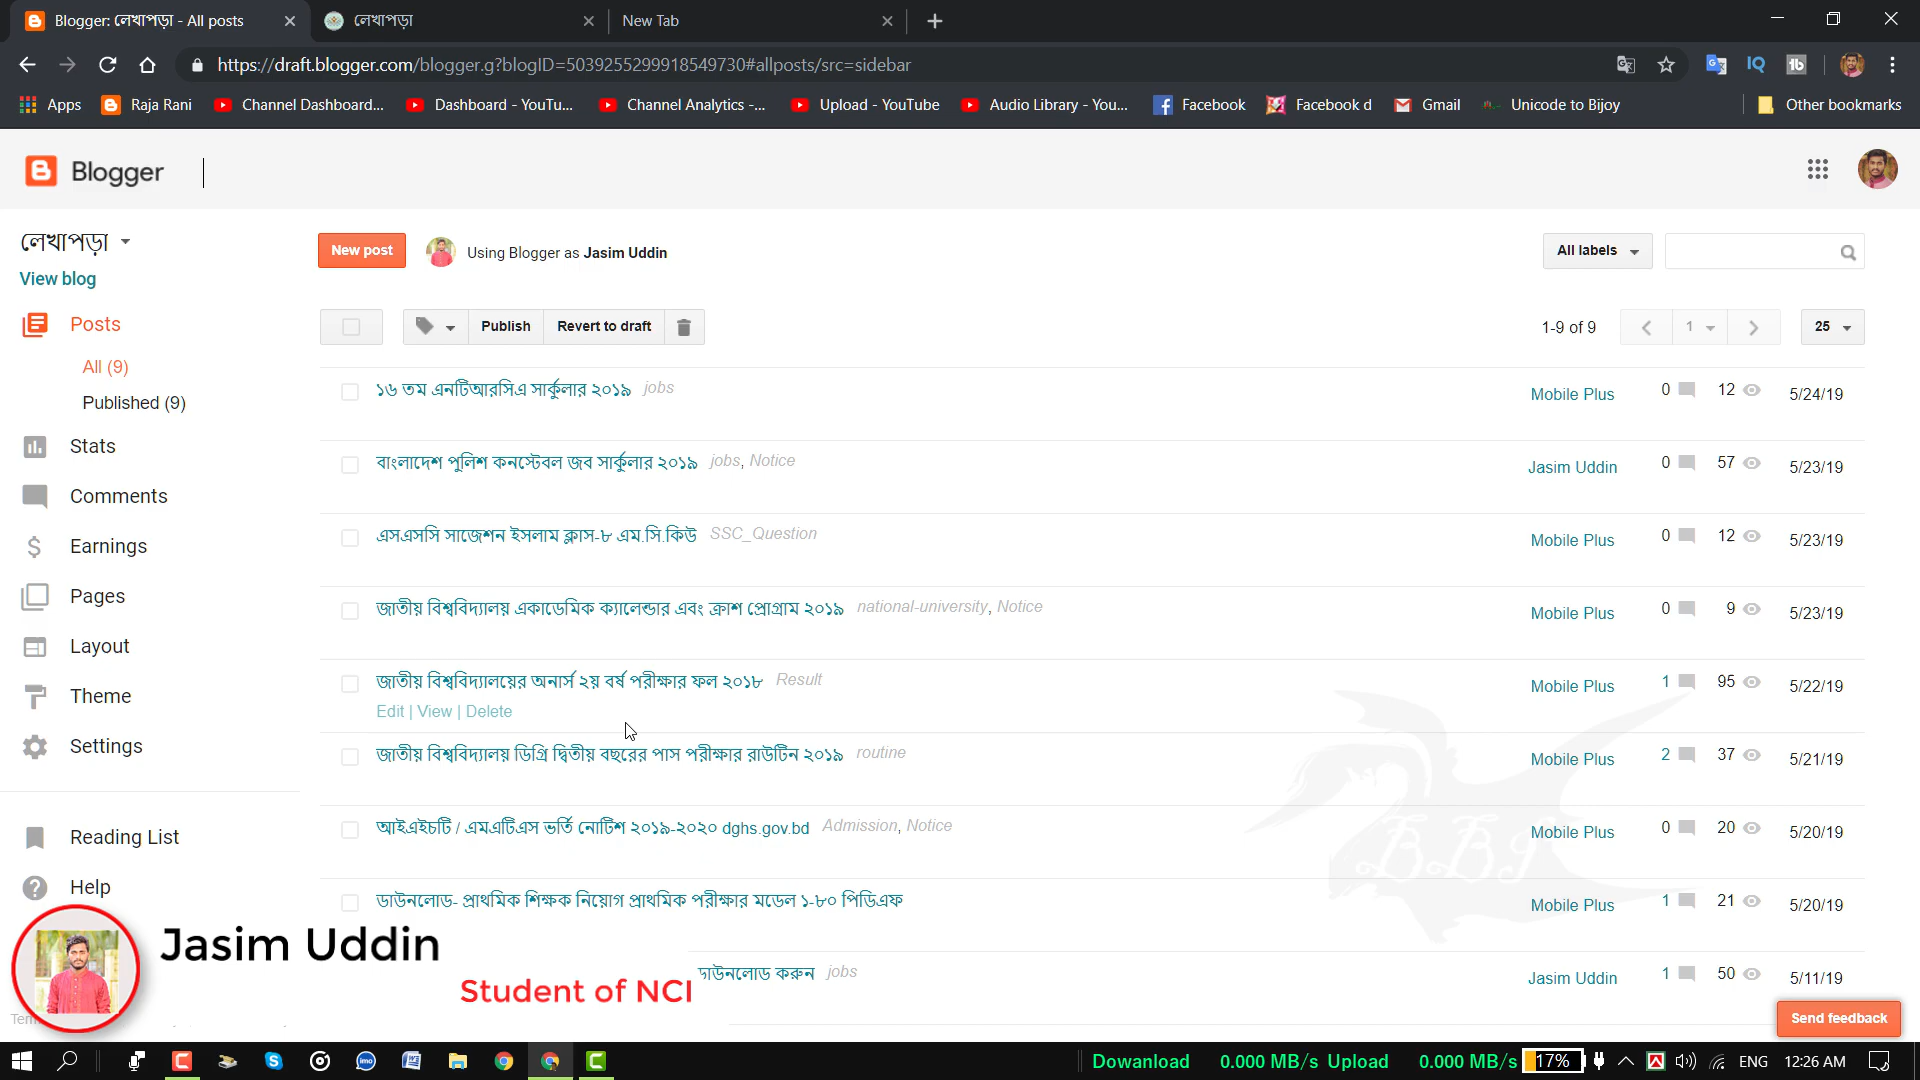 Blogger: লেখাপড়া - All posts
লেখাপড়া
New Tab
https://draft.blogger.com/blogger.g?blogID=5039255299918549730#allposts/src=sidebar
Apps Raja Rani Channel Dashboard... Dashboard - YouTu... Channel Analytics -... Upload - YouTube Audio Library - You... Facebook Facebook d Gmail Unicode to Bijoy Other bookmarks
Blogger
লেখাপড়া
View blog
Posts
All (9)
Published (9)
Stats
Comments
Earnings
Pages
Layout
Theme
Settings
Reading List
Help
New post Using Blogger as Jasim Uddin All labels
Publish Revert to draft 1-9 of 9 1 25
১৬ তম এনটিআরসিএ সার্কুলার ২০১৯ jobs Mobile Plus 0 12 5/24/19
বাংলাদেশ পুলিশ কনস্টেবল জব সার্কুলার ২০১৯ jobs, Notice Jasim Uddin 0 57 5/23/19
এসএসসি সাজেশন ইসলাম ক্লাস-৮ এম.সি.কিউ SSC_Question Mobile Plus 0 12 5/23/19
জাতীয় বিশ্ববিদ্যালয় একাডেমিক ক্যালেন্ডার এবং ক্রাশ প্রোগ্রাম ২০১৯ national-university, Notice Mobile Plus 0 9 5/23/19
জাতীয় বিশ্ববিদ্যালয়ের অনার্স ২য় বর্ষ পরীক্ষার ফল ২০১৮ Result Mobile Plus 1 95 5/22/19
Edit | View | Delete
জাতীয় বিশ্ববিদ্যালয় ডিগ্রি দ্বিতীয় বছরের পাস পরীক্ষার রাউটিন ২০১৯ routine Mobile Plus 2 37 5/21/19
আইএইচটি / এমএটিএস ভর্তি নোটিশ ২০১৯-২০২০ dghs.gov.bd Admission, Notice Mobile Plus 0 20 5/20/19
ডাউনলোড- প্রাথমিক শিক্ষক নিয়োগ প্রাথমিক পরীক্ষার মডেল ১-৮০ পিডিএফ Mobile Plus 1 21 5/20/19
ডাউনলোড করুন jobs Jasim Uddin 1 50 5/11/19
Jasim Uddin
Student of NCI
Send feedback
Dowanload 0.000 MB/s Upload 0.000 MB/s 17% ENG 12:26 AM